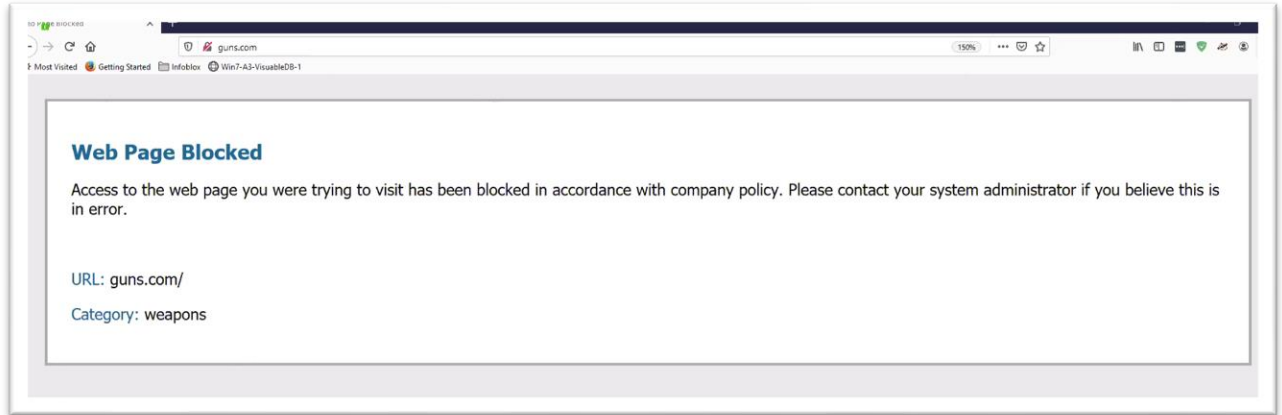 Page Blocked
guns.com
150%
Most Visited Getting Started Infoblox Win7-A3-VisuableDB-1
Web Page Blocked
Access to the web page you were trying to visit has been blocked in accordance with company policy. Please contact your system administrator if you believe this is
in error.
URL: guns.com/
Category: weapons